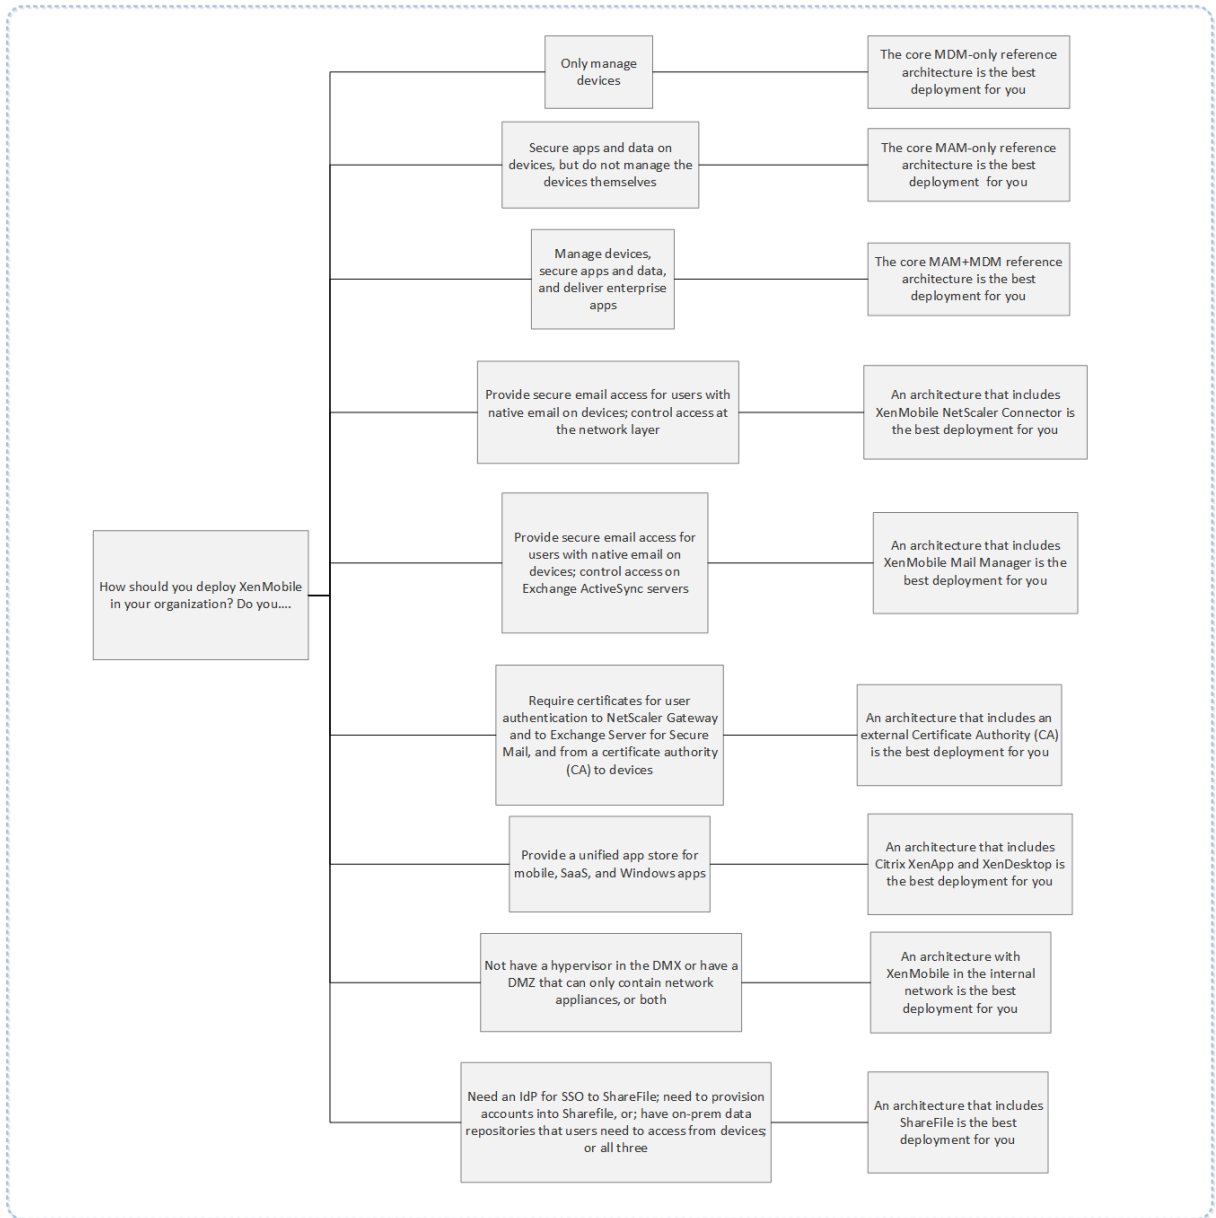 Only manage
devices
The core MDM-only reference
architecture is the best
deployment for you
Secure apps and data on
devices, but do not manage the
devices themselves
The core MAM-only reference
architecture is the best
deployment  for you
Manage devices,
secure apps and data,
and deliver enterprise
apps
The core MAM+MDM reference
architecture is the best
deployment for you
Provide secure email access for users with
native email on devices; control access at
the network layer
An architecture that includes
XenMobile NetScaler Connector is
the best deployment for you
Provide secure email access for
users with native email on
devices; control access on
Exchange ActiveSync servers
An architecture that includes
XenMobile Mail Manager is the
best deployment for you
How should you deploy XenMobile
in your organization? Do you....
Require certificates for user
authentication to NetScaler Gateway
and to Exchange Server for Secure
Mail, and from a certificate authority
(CA) to devices
An architecture that includes an
external Certificate Authority (CA)
is the best deployment for you
Provide a unified app store for
mobile, SaaS, and Windows apps
An architecture that includes
Citrix XenApp and XenDesktop is
the best deployment for you
Not have a hypervisor in the DMX or have a
DMZ that can only contain network
appliances, or both
An architecture with
XenMobile in the internal
network is the best
deployment for you
Need an IdP for SSO to ShareFile; need to provision
accounts into Sharefile, or; have on-prem data
repositories that users need to access from devices;
or all three
An architecture that includes
ShareFile is the best
deployment for you